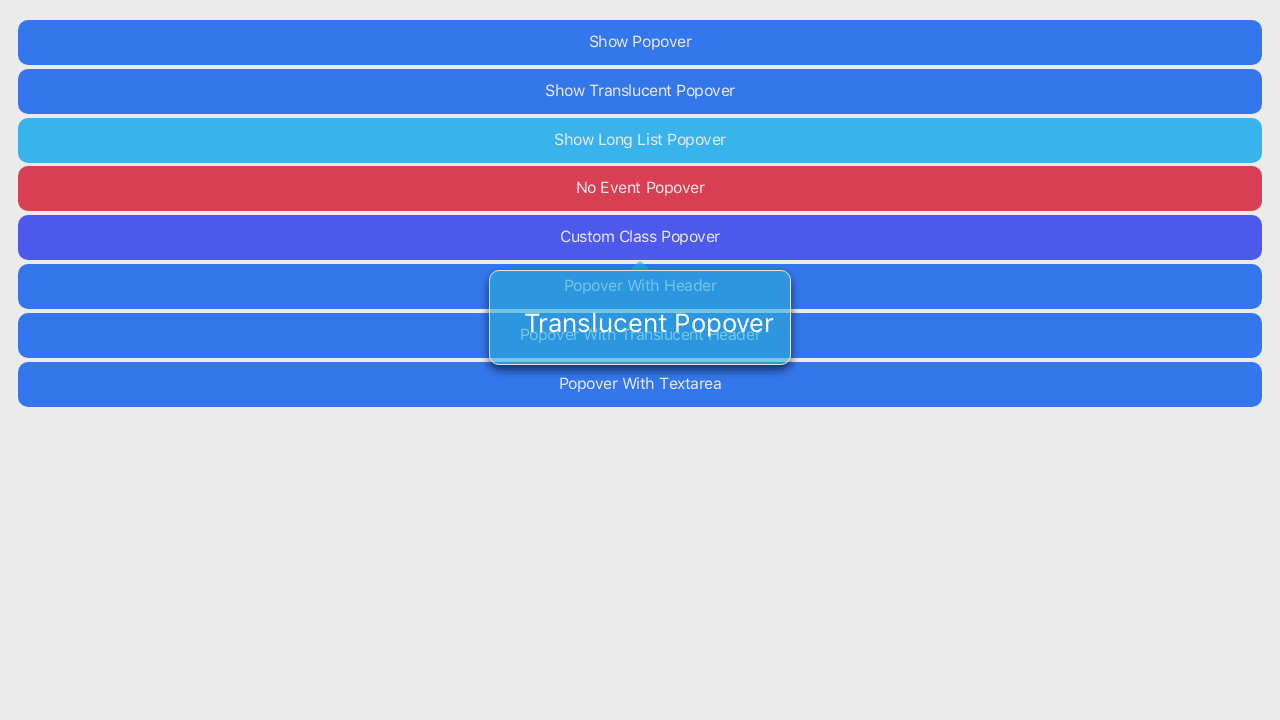 Show Popover
Show Translucent Popover
Show Long List Popover
No Event Popover
Custom Class Popover
Popover With Header
Translucent Popover
Popover With Translucent Header
Popover With Textarea